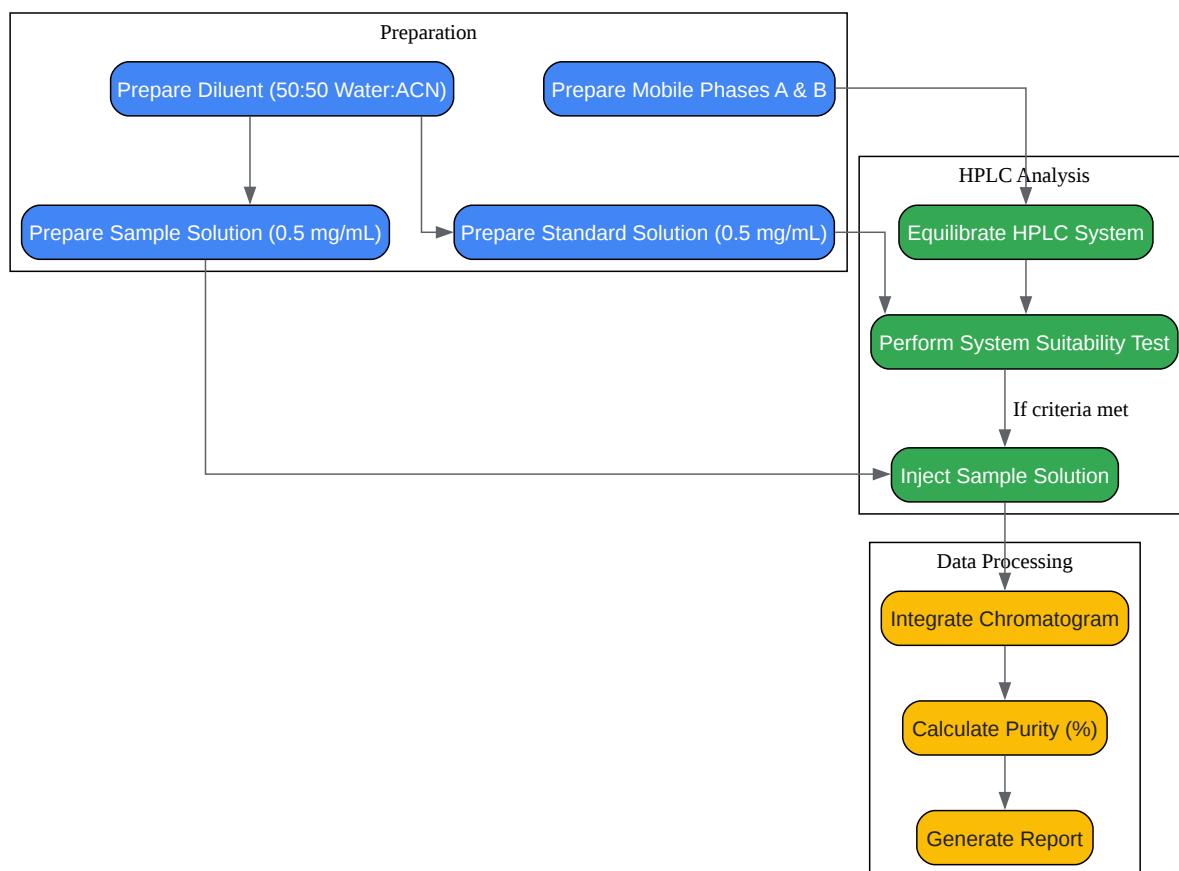 Preparation
Prepare Diluent (50:50 Water:ACN)
Prepare Mobile Phases A & B
Prepare Sample Solution (0.5 mg/mL)
Prepare Standard Solution (0.5 mg/mL)
HPLC Analysis
Equilibrate HPLC System
Perform System Suitability Test
If criteria met
Inject Sample Solution
Data Processing
Integrate Chromatogram
Calculate Purity (%)
Generate Report